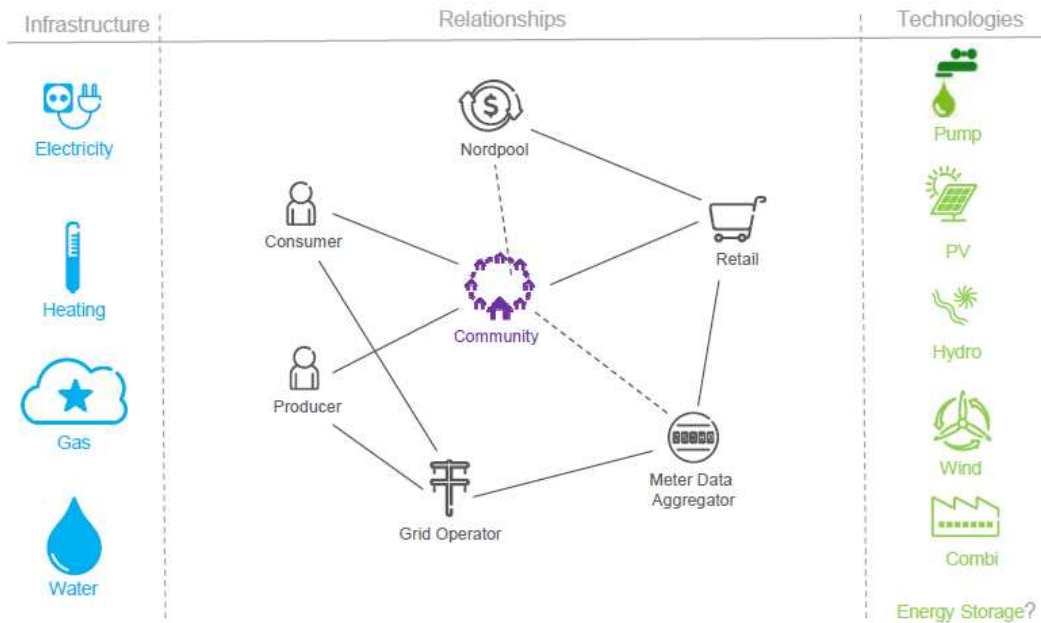 Infrastructure
Relationships
Technologies
Electricity
Heating
Gas
Water
$
Nordpool
Consumer
Retail
Community
Producer
Meter Data
Aggregator
Grid Operator
Pump
PV
Hydro
Wind
Combi
Energy Storage?